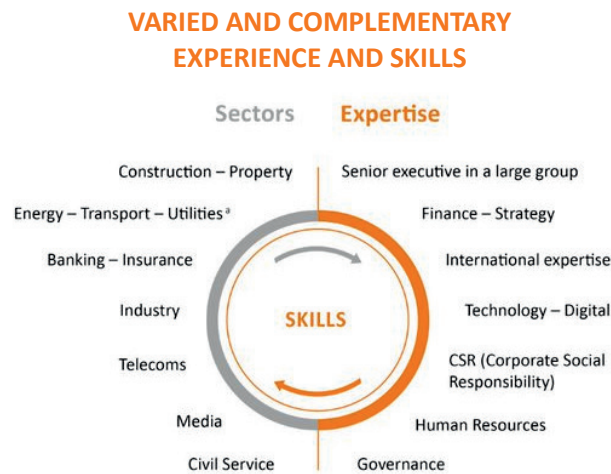 VARIED AND COMPLEMENTARY
EXPERIENCE AND SKILLS
Sectors
Expertise
Construction – Property
Senior executive in a large group
Energy – Transport – Utilities ᵃ
Finance – Strategy
Banking – Insurance
International expertise
Industry
SKILLS
Technology – Digital
Telecoms
CSR (Corporate Social
Responsibility)
Media
Human Resources
Civil Service
Governance